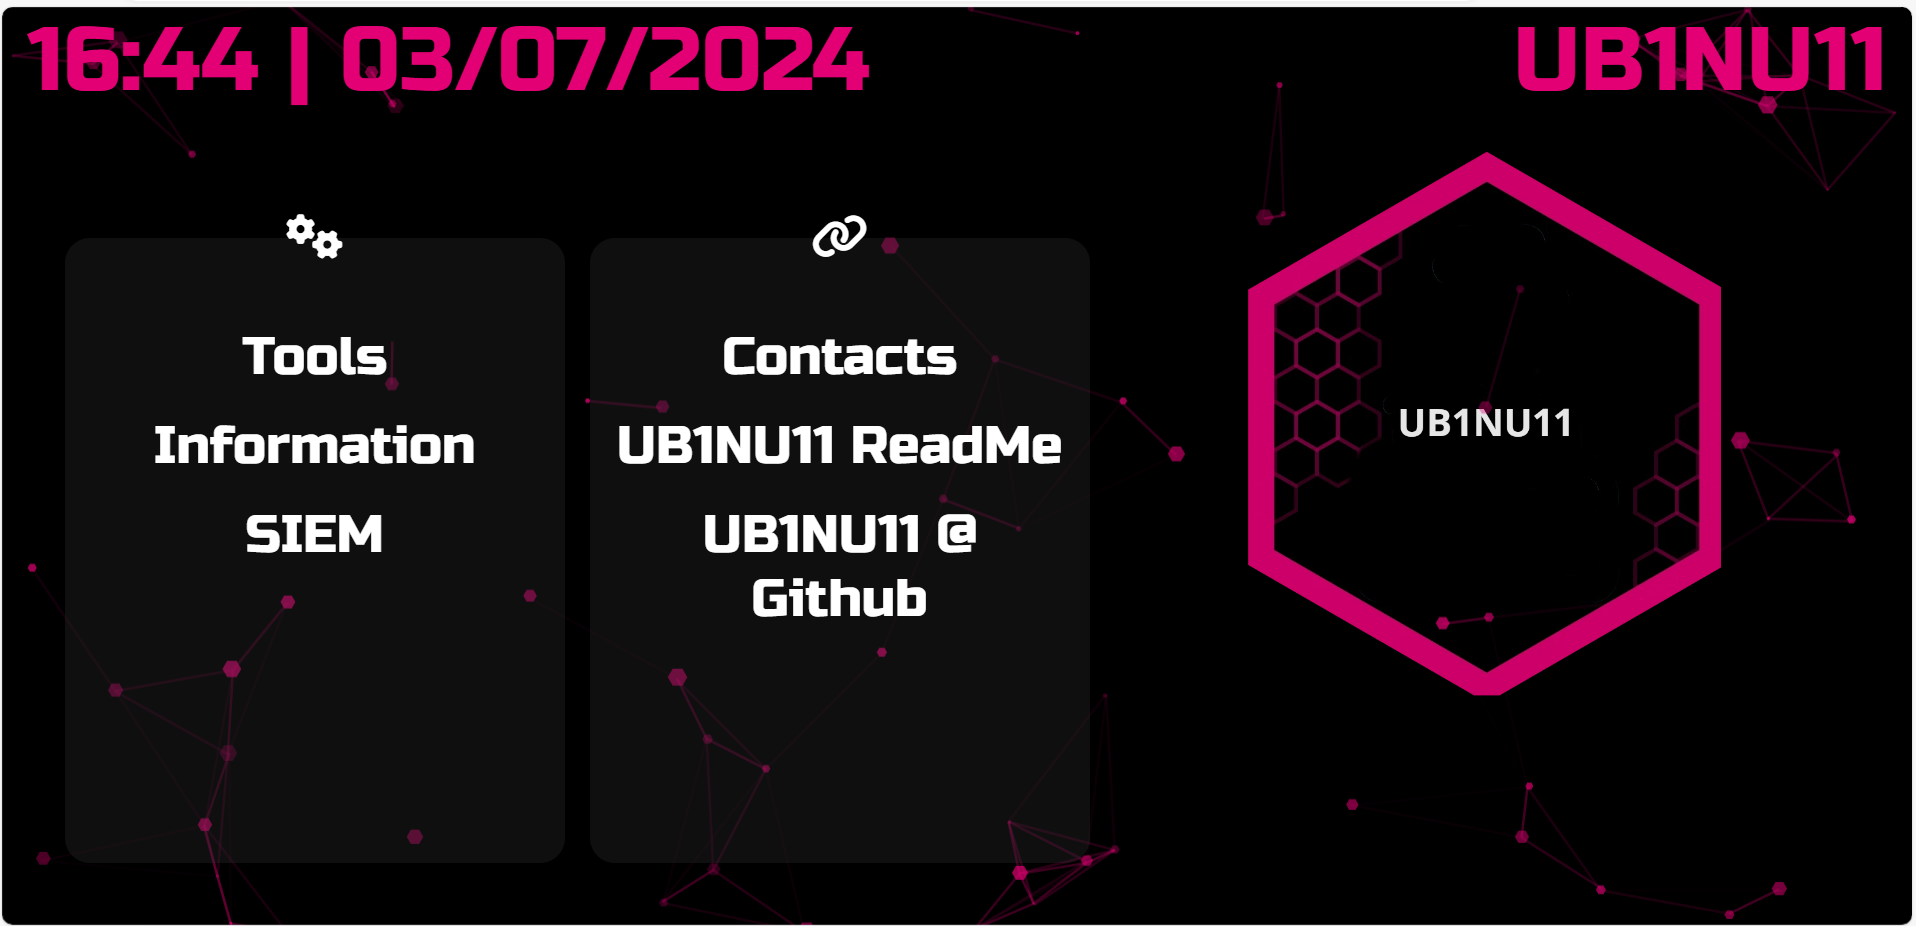 16:44 | 03/07/2024
UB1NU11
Tools
Information
SIEM
Contacts
UB1NU11 ReadMe
UB1NU11 @
Github
UB1NU11